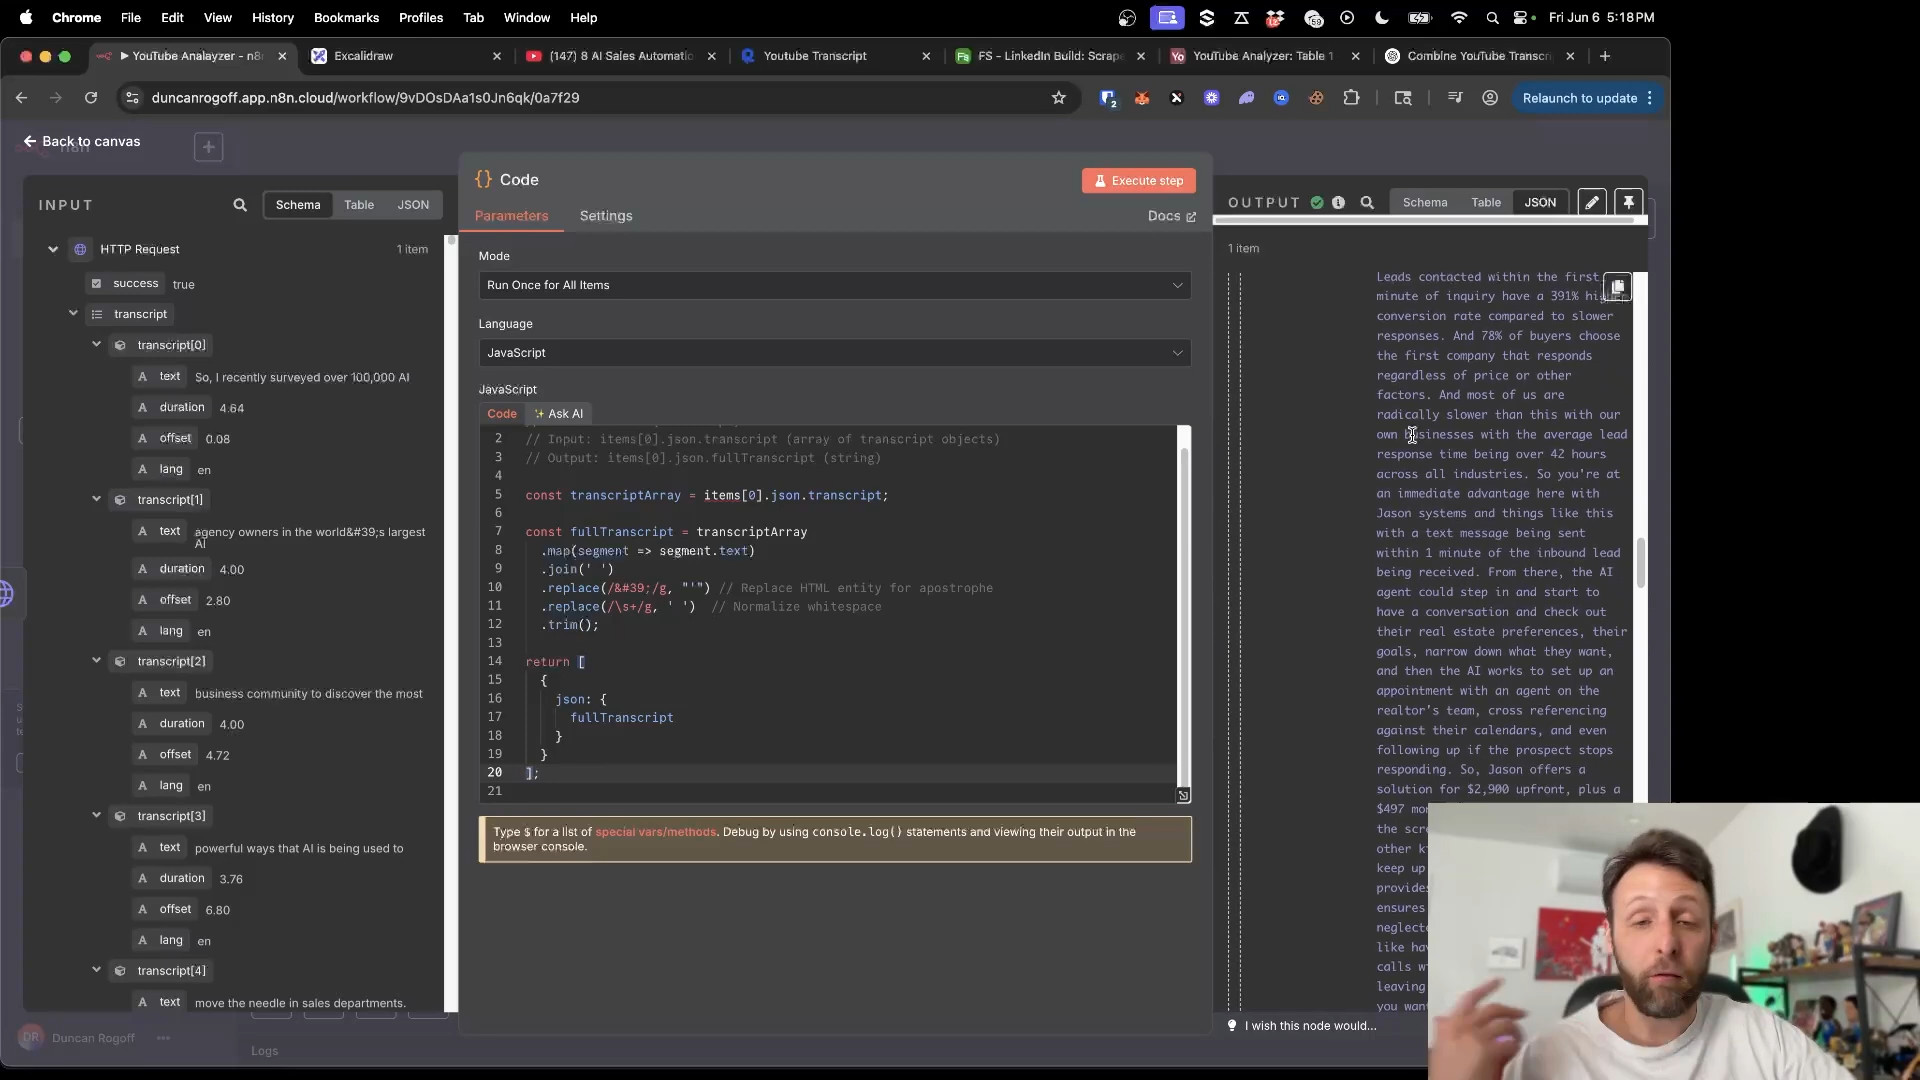 Chrome File Edit View History Bookmarks Profiles Tab Window Help
Fri Jun 6 5:18 PM
YouTube Analayzer - n8
Excalidraw
(147) 8 AI Sales Automatic
Youtube Transcript
FS - LinkedIn Build: Scrape
YouTube Analyzer: Table 1
Combine YouTube Transcri
duncanrogoff.app.n8n.cloud/workflow/9vDOsDAa1s0Jn6qk/0a7f29
Relaunch to update
Back to canvas
INPUT
Schema Table JSON
HTTP Request 1 item
success true
transcript
transcript[0]
A text So, I recently surveyed over 100,000 AI
A duration 4.64
A offset 0.08
A lang en
transcript[1]
A text agency owners in the world&#39;s largest
AI
A duration 4.00
A offset 2.80
A lang en
transcript[2]
A text business community to discover the most
A duration 4.00
A offset 4.72
A lang en
transcript[3]
A text powerful ways that AI is being used to
A duration 3.76
A offset 6.80
A lang en
transcript[4]
A text move the needle in sales departments.
DR Duncan Rogoff
Logs
{} Code
Execute step
Parameters Settings
Docs
Mode
Run Once for All Items
Language
JavaScript
JavaScript
Code Ask AI
2 // Input: items[0].json.transcript (array of transcript objects)
3 // Output: items[0].json.fullTranscript (string)
4
5 const transcriptArray = items[0].json.transcript;
6
7 const fullTranscript = transcriptArray
8 .map(segment => segment.text)
9 .join(' ')
10 .replace(/&#39;/g, "'") // Replace HTML entity for apostrophe
11 .replace(/\s+/g, ' ') // Normalize whitespace
12 .trim();
13
14 return [
15 {
16 json: {
17 fullTranscript
18 }
19 }
20 ];
21
Type $ for a list of special vars/methods. Debug by using console.log() statements and viewing their output in the
browser console.
OUTPUT
Schema Table JSON
1 item
Leads contacted within the first
minute of inquiry have a 391% higher
conversion rate compared to slower
responses. And 78% of buyers choose
the first company that responds
regardless of price or other
factors. And most of us are
radically slower than this with our
own businesses with the average lead
response time being over 42 hours
across all industries. So you're at
an immediate advantage here with
Jason systems and things like this
with a text message being sent
within 1 minute of the inbound lead
being received. From there, the AI
agent could step in and start to
have a conversation and check out
their real estate preferences, their
goals, narrow down what they want,
and then the AI works to set up an
appointment with an agent on the
realtor's team, cross referencing
against their calendars, and even
following up if the prospect stops
responding. So, Jason offers a
solution for $2,900 upfront, plus a
$497
the
other
keep up
provides
ensures
like
calls
leaving
you
I wish this node would...